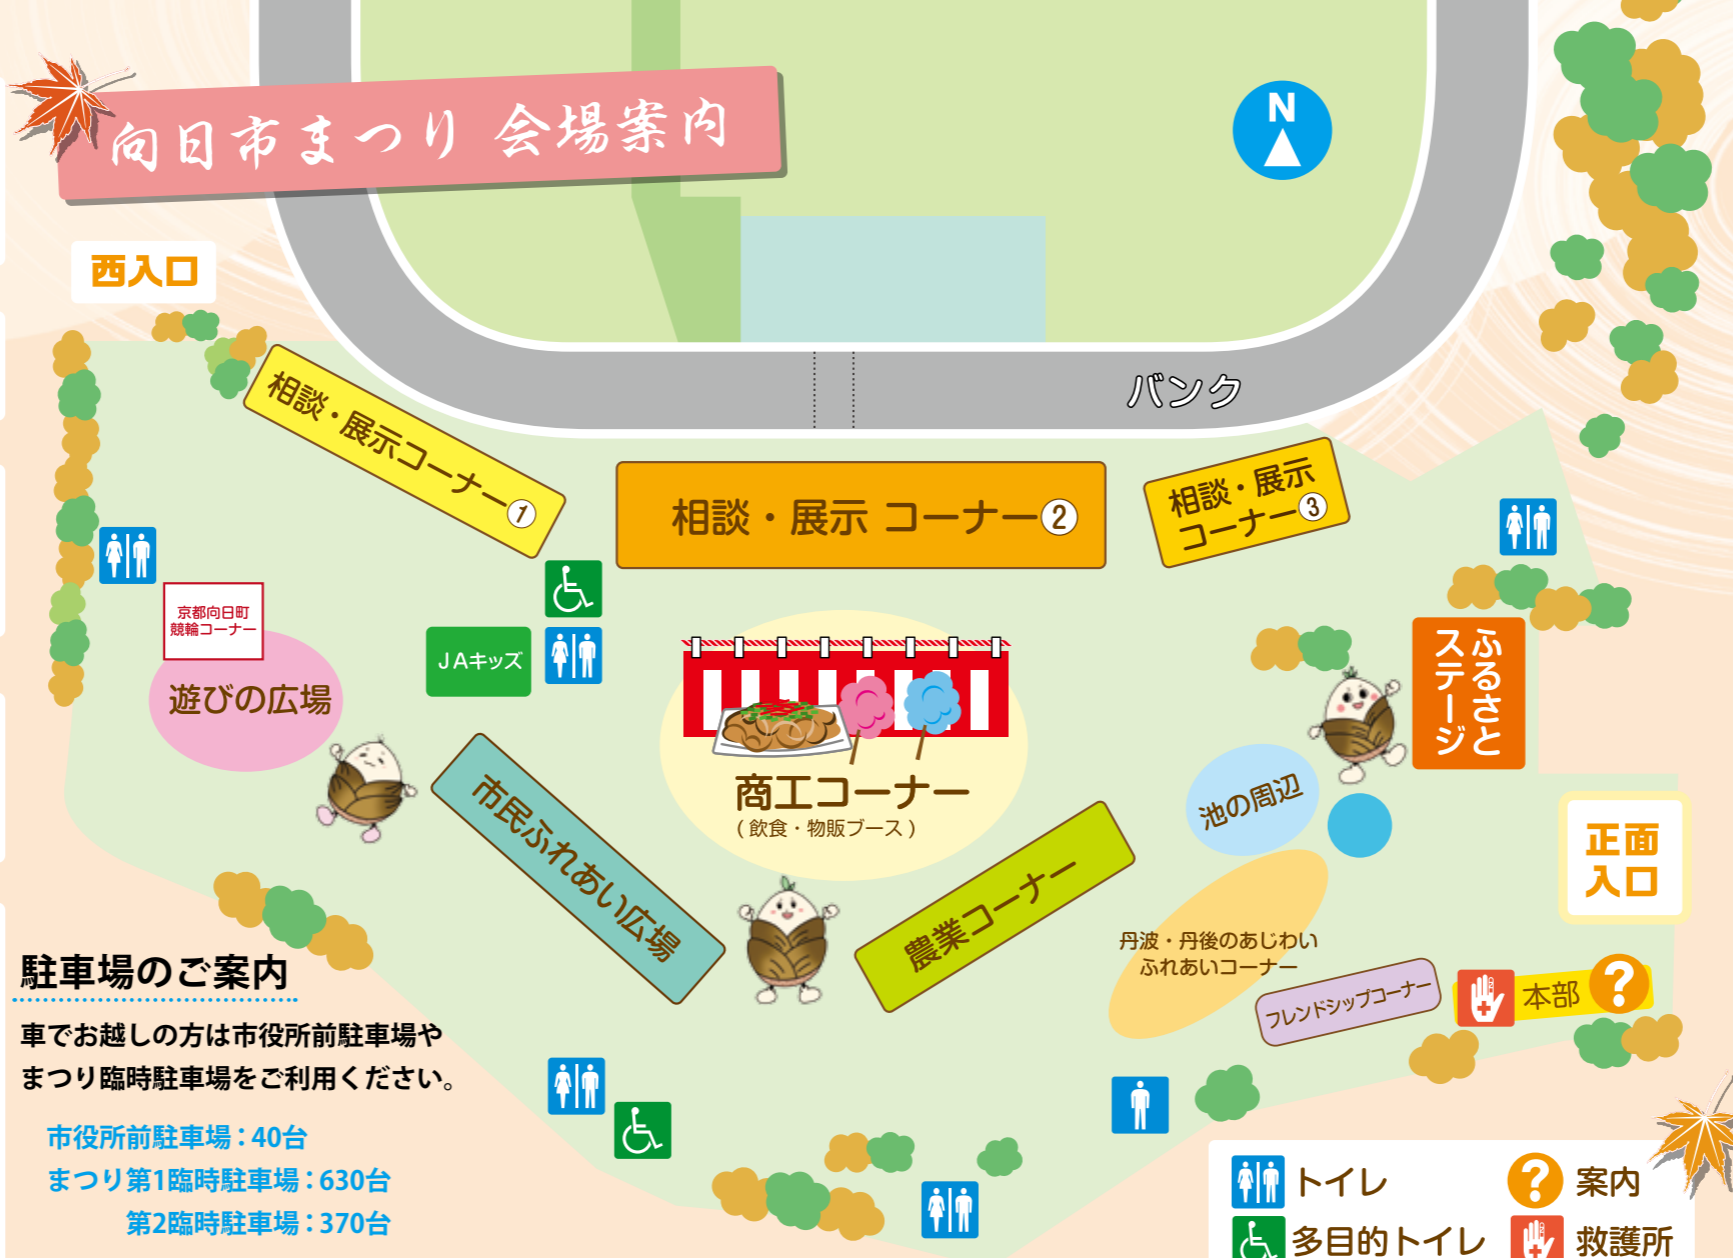 向日市まつり 会場案内
N
西入口
バンク
相談・展示コーナー①
相談・展示 コーナー②
相談・展示
コーナー③
京都向日町
競輪コーナー
遊びの広場
JAキッズ
ふるさと
ステージ
商工コーナー
(飲食・物販ブース)
池の周辺
市民ふれあい広場
農業コーナー
正面
入口
丹波・丹後のあじわい
ふれあいコーナー
フレンドシップコーナー
本部
?
駐車場のご案内
車でお越しの方は市役所前駐車場や
まつり臨時駐車場をご利用ください。
市役所前駐車場：40台
まつり第1臨時駐車場：630台
第2臨時駐車場：370台
トイレ
? 案内
多目的トイレ
救護所